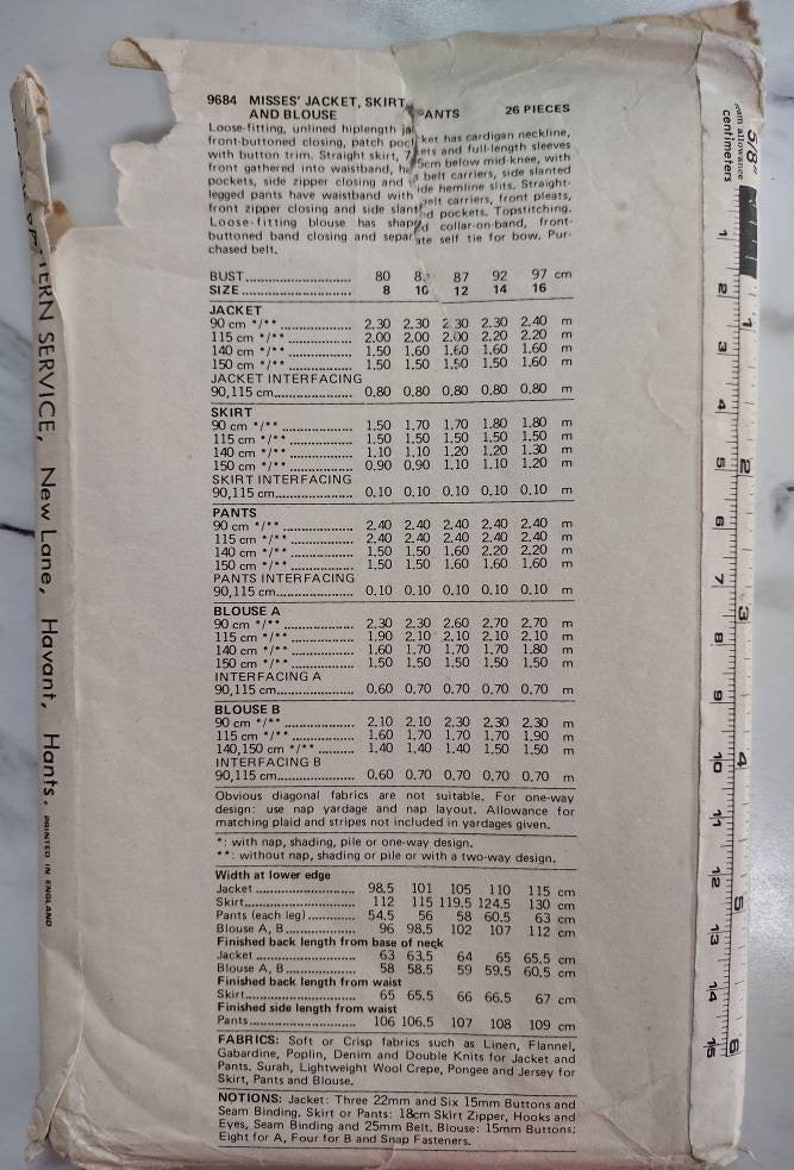 9684 MISSES' JACKET, SKIRT, PANTS 26 PIECES
AND BLOUSE
Loose-fitting, unlined hiplength jacket has cardigan neckline,
front-buttoned closing, patch pockets and full-length sleeves
with button trim. Straight skirt, 7.5cm below mid-knee, with
front gathered into waistband, has belt carriers, side slanted
pockets, side zipper closing and side hemline slits. Straight-
legged pants have waistband with belt carriers, front pleats,
front zipper closing and side slanted pockets. Topstitching.
Loose-fitting blouse has shaped collar-on-band, front-
buttoned band closing and separate self tie for bow. Pur-
chased belt.
BUST 80 87 92 97 cm
SIZE 8 10 12 14 16
JACKET
90 cm */** 2.30 2.30 2.30 2.30 2.40 m
115 cm */** 2.00 2.00 2.00 2.20 2.20 m
140 cm */** 1.50 1.60 1.60 1.60 1.60 m
150 cm */** 1.50 1.50 1.50 1.50 1.60 m
JACKET INTERFACING
90,115 cm 0.80 0.80 0.80 0.80 0.80 m
SKIRT
90 cm */** 1.50 1.70 1.70 1.80 1.80 m
115 cm */** 1.50 1.50 1.50 1.50 1.50 m
140 cm */** 1.10 1.10 1.20 1.20 1.30 m
150 cm */** 0.90 0.90 1.10 1.10 1.20 m
SKIRT INTERFACING
90,115 cm 0.10 0.10 0.10 0.10 0.10 m
PANTS
90 cm */** 2.40 2.40 2.40 2.40 2.40 m
115 cm */** 2.40 2.40 2.40 2.40 2.40 m
140 cm */** 1.50 1.50 1.60 2.20 2.20 m
150 cm */** 1.50 1.50 1.60 1.60 1.60 m
PANTS INTERFACING
90,115 cm 0.10 0.10 0.10 0.10 0.10 m
BLOUSE A
90 cm */** 2.30 2.30 2.60 2.70 2.70 m
115 cm */** 1.90 2.10 2.10 2.10 2.10 m
140 cm */** 1.60 1.70 1.70 1.70 1.80 m
150 cm */** 1.50 1.50 1.50 1.50 1.50 m
INTERFACING A
90,115 cm 0.60 0.70 0.70 0.70 0.70 m
BLOUSE B
90 cm */** 2.10 2.10 2.30 2.30 2.30 m
115 cm */** 1.60 1.70 1.70 1.70 1.90 m
140,150 cm */** 1.40 1.40 1.40 1.50 1.50 m
INTERFACING B
90,115 cm 0.60 0.70 0.70 0.70 0.70 m
Obvious diagonal fabrics are not suitable. For one-way
design: use nap yardage and nap layout. Allowance for
matching plaid and stripes not included in yardages given.
*: with nap, shading, pile or one-way design.
**: without nap, shading or pile or with a two-way design.
Width at lower edge
Jacket 98.5 101 105 110 115 cm
Skirt 112 115 119.5 124.5 130 cm
Pants (each leg) 54.5 56 58 60.5 63 cm
Blouse A, B 96 98.5 102 107 112 cm
Finished back length from base of neck
Jacket 63 63.5 64 65 65.5 cm
Blouse A, B 58 58.5 59 59.5 60.5 cm
Finished back length from waist
Skirt 65 65.5 66 66.5 67 cm
Finished side length from waist
Pants 106 106.5 107 108 109 cm
FABRICS: Soft or Crisp fabrics such as Linen, Flannel,
Gabardine, Poplin, Denim and Double Knits for Jacket and
Pants. Surah, Lightweight Wool Crepe, Pongee and Jersey for
Skirt, Pants and Blouse.
NOTIONS: Jacket: Three 22mm and Six 15mm Buttons and
Seam Binding. Skirt or Pants: 18cm Skirt Zipper, Hooks and
Eyes, Seam Binding and 25mm Belt. Blouse: 15mm Buttons:
Eight for A, Four for B and Snap Fasteners.
TERN SERVICE, New Lane, Havant, Hants. PRINTED IN ENGLAND
5/8"
seam allowance
centimeters
1 2 3 4 5 6 7 8 9 10 11 12 13 14 15
1 2 3 4 5 6